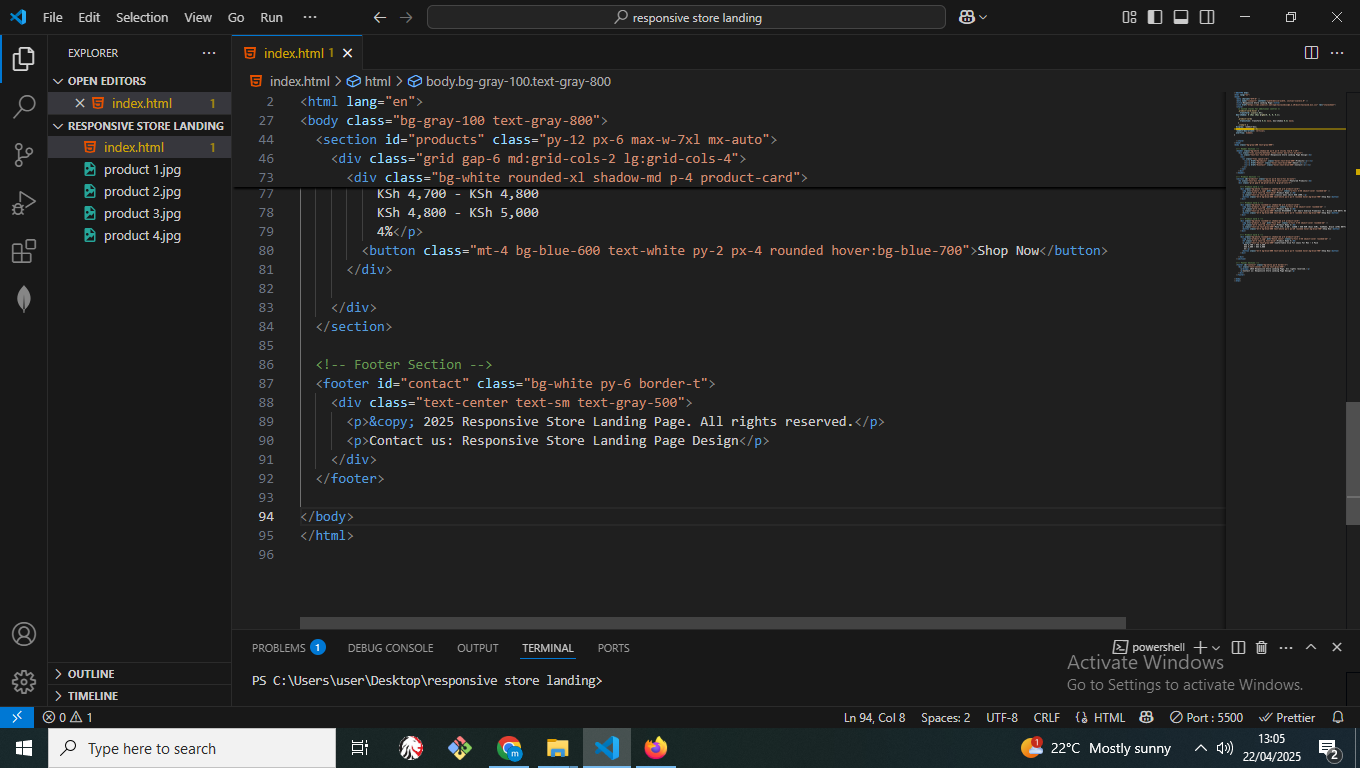 File Edit Selection View Go Run ··· responsive store landing
EXPLORER ···
index.html 1
OPEN EDITORS
index.html 1
RESPONSIVE STORE LANDING
index.html 1
product 1.jpg
product 2.jpg
product 3.jpg
product 4.jpg
OUTLINE
TIMELINE
index.html > html > body.bg-gray-100.text-gray-800
2 <html lang="en">
27 <body class="bg-gray-100 text-gray-800">
44 <section id="products" class="py-12 px-6 max-w-7xl mx-auto">
46 <div class="grid gap-6 md:grid-cols-2 lg:grid-cols-4">
73 <div class="bg-white rounded-xl shadow-md p-4 product-card">
77 KSh 4,700 - KSh 4,800
78 KSh 4,800 - KSh 5,000
79 4%</p>
80 <button class="mt-4 bg-blue-600 text-white py-2 px-4 rounded hover:bg-blue-700">Shop Now</button>
81 </div>
82
83 </div>
84 </section>
85
86 <!-- Footer Section -->
87 <footer id="contact" class="bg-white py-6 border-t">
88 <div class="text-center text-sm text-gray-500">
89 <p>&copy; 2025 Responsive Store Landing Page. All rights reserved.</p>
90 <p>Contact us: Responsive Store Landing Page Design</p>
91 </div>
92 </footer>
93
94 </body>
95 </html>
96
PROBLEMS 1 DEBUG CONSOLE OUTPUT TERMINAL PORTS powershell
PS C:\Users\user\Desktop\responsive store landing>
Activate Windows
Go to Settings to activate Windows.
0 1 Ln 94, Col 8 Spaces: 2 UTF-8 CRLF HTML Port : 5500 Prettier
Type here to search m 1 22°C Mostly sunny 13:05
22/04/2025 2